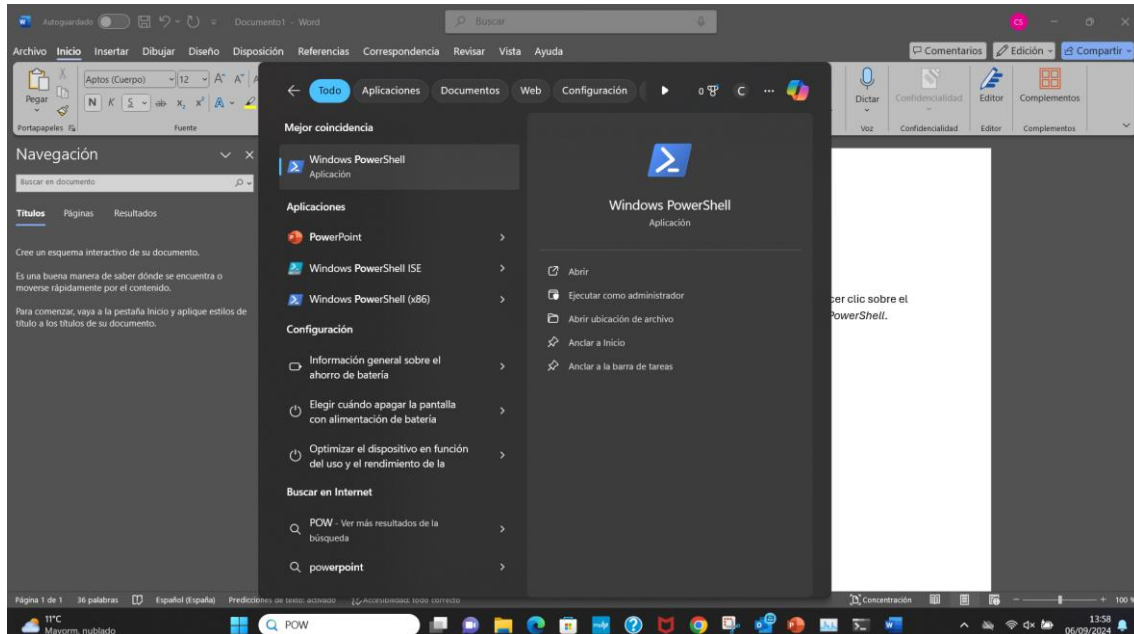 Autoguardado
Documento1 - Word
Buscar
CS
Archivo Inicio Insertar Dibujar Diseño Disposición Referencias Correspondencia Revisar Vista Ayuda
Comentarios Edición Compartir
Pegar
Aptos (Cuerpo) 12
N K S ab x₂ x²
Portapapeles
Fuente
Dictar
Confidencialidad
Editor
Complementos
Voz
Confidencialidad
Editor
Complementos
Navegación
Buscar en documento
Títulos Páginas Resultados
Cree un esquema interactivo de su documento.
Es una buena manera de saber dónde se encuentra o
moverse rápidamente por el contenido.
Para comenzar, vaya a la pestaña Inicio y aplique estilos de
título a los títulos de su documento.
Todo Aplicaciones Documentos Web Configuración
0
C
Mejor coincidencia
Windows PowerShell
Aplicación
Aplicaciones
PowerPoint
Windows PowerShell ISE
Windows PowerShell (x86)
Configuración
Información general sobre el
ahorro de batería
Elegir cuándo apagar la pantalla
con alimentación de batería
Optimizar el dispositivo en función
del uso y el rendimiento de la
Buscar en Internet
POW - Ver más resultados de la
búsqueda
powerpoint
Windows PowerShell
Aplicación
Abrir
Ejecutar como administrador
Abrir ubicación de archivo
Anclar a Inicio
Anclar a la barra de tareas
cer clic sobre el
PowerShell.
Página 1 de 1 36 palabras Español (España) Predicciones de texto: activado Accesibilidad: todo correcto
Concentración
100 %
11°C
Mayorm. nublado
POW
13:58
06/09/2024